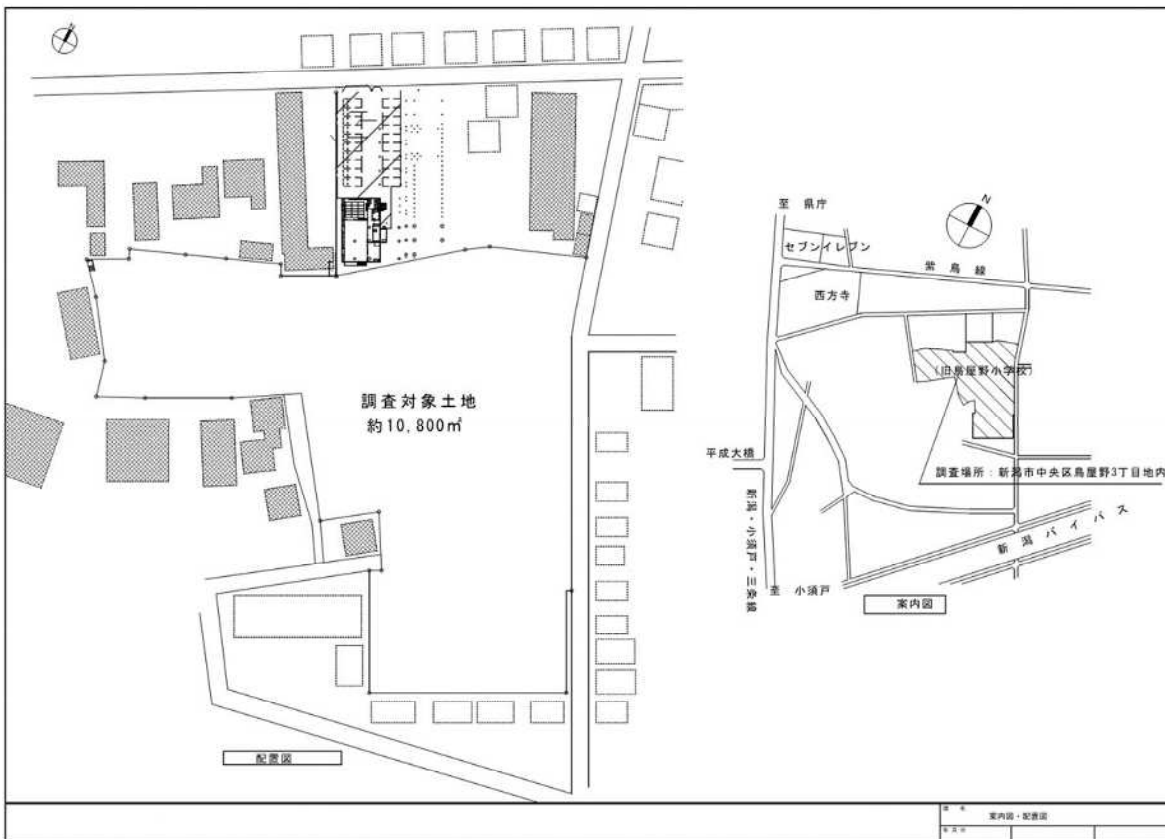 N
調査対象土地
約10,800㎡
配置図
N
至 県庁
セブンイレブン
西方寺
(旧鳥屋野小学校)
平成大橋
調査場所：新潟市中央区鳥屋野3丁目地内
新潟・小須戸・三条線
新潟バイパス
至 小須戸
案内図
案内図・配置図